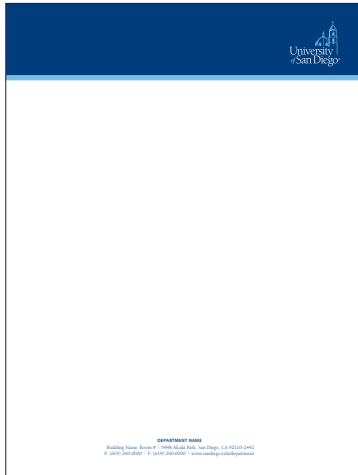 University
of San Diego®
DEPARTMENT NAME
Building Name, Room # | 5998 Alcalá Park, San Diego, CA 92110-2492
P: (619) 260-0000 | F: (619) 260-0000 | www.sandiego.edu/department